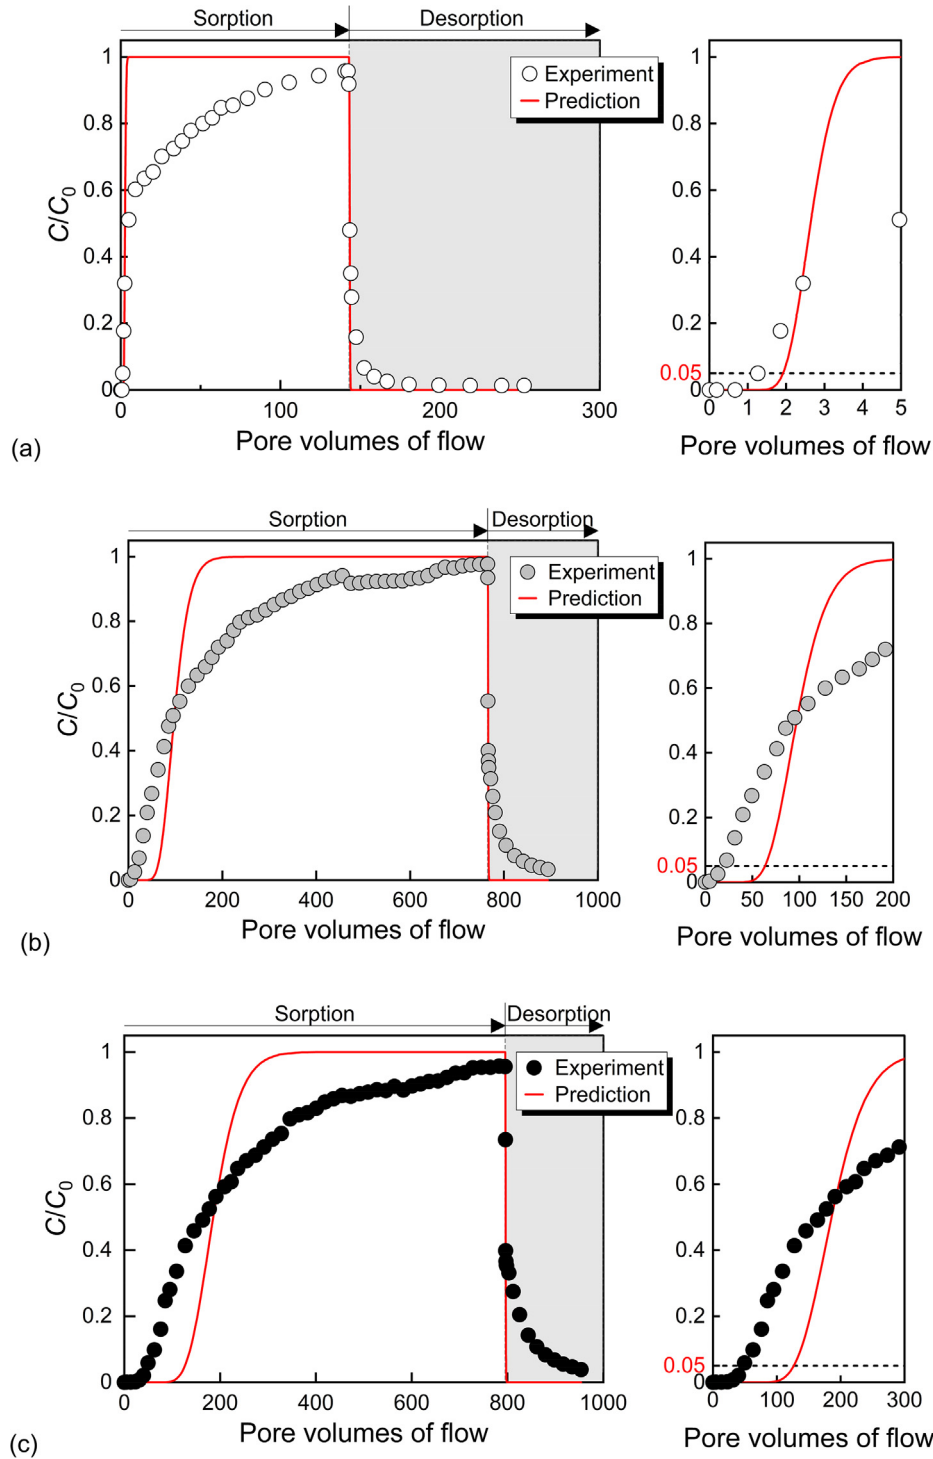 Sorption Desorption
1
0.8
0.6
0.4
0.2
0
C/C0
Experiment
Prediction
0 100 200 300
Pore volumes of flow
1
0.8
0.6
0.4
0.2
0.05
0
0 1 2 3 4 5
Pore volumes of flow
(a)
Sorption Desorption
1
0.8
0.6
0.4
0.2
0
C/C0
Experiment
Prediction
0 200 400 600 800 1000
Pore volumes of flow
1
0.8
0.6
0.4
0.2
0.05
0
0 50 100 150 200
Pore volumes of flow
(b)
Sorption Desorption
1
0.8
0.6
0.4
0.2
0
C/C0
Experiment
Prediction
0 200 400 600 800 1000
Pore volumes of flow
1
0.8
0.6
0.4
0.2
0.05
0
0 100 200 300
Pore volumes of flow
(c)